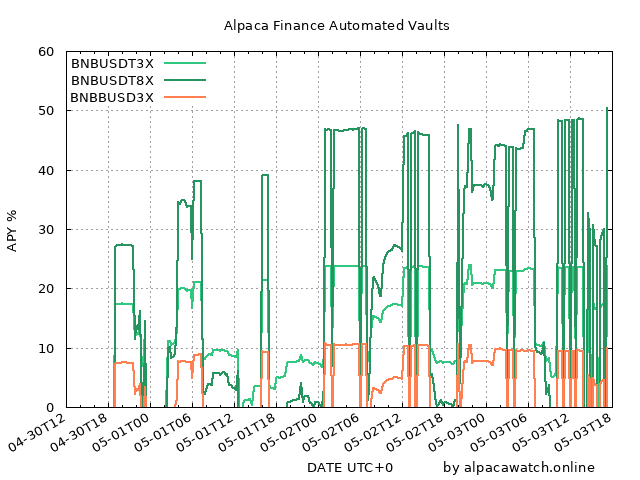 Alpaca Finance Automated Vaults
60
50
40
30
20
10
0
APY %
BNBUSDT3X
BNBUSDT8X
BNBBUSD3X
04-30T12
04-30T18
05-01T00
05-01T06
05-01T12
05-01T18
05-02T00
05-02T06
05-02T12
05-02T18
05-03T00
05-03T06
05-03T12
05-03T18
DATE UTC+0 by alpacawatch.online